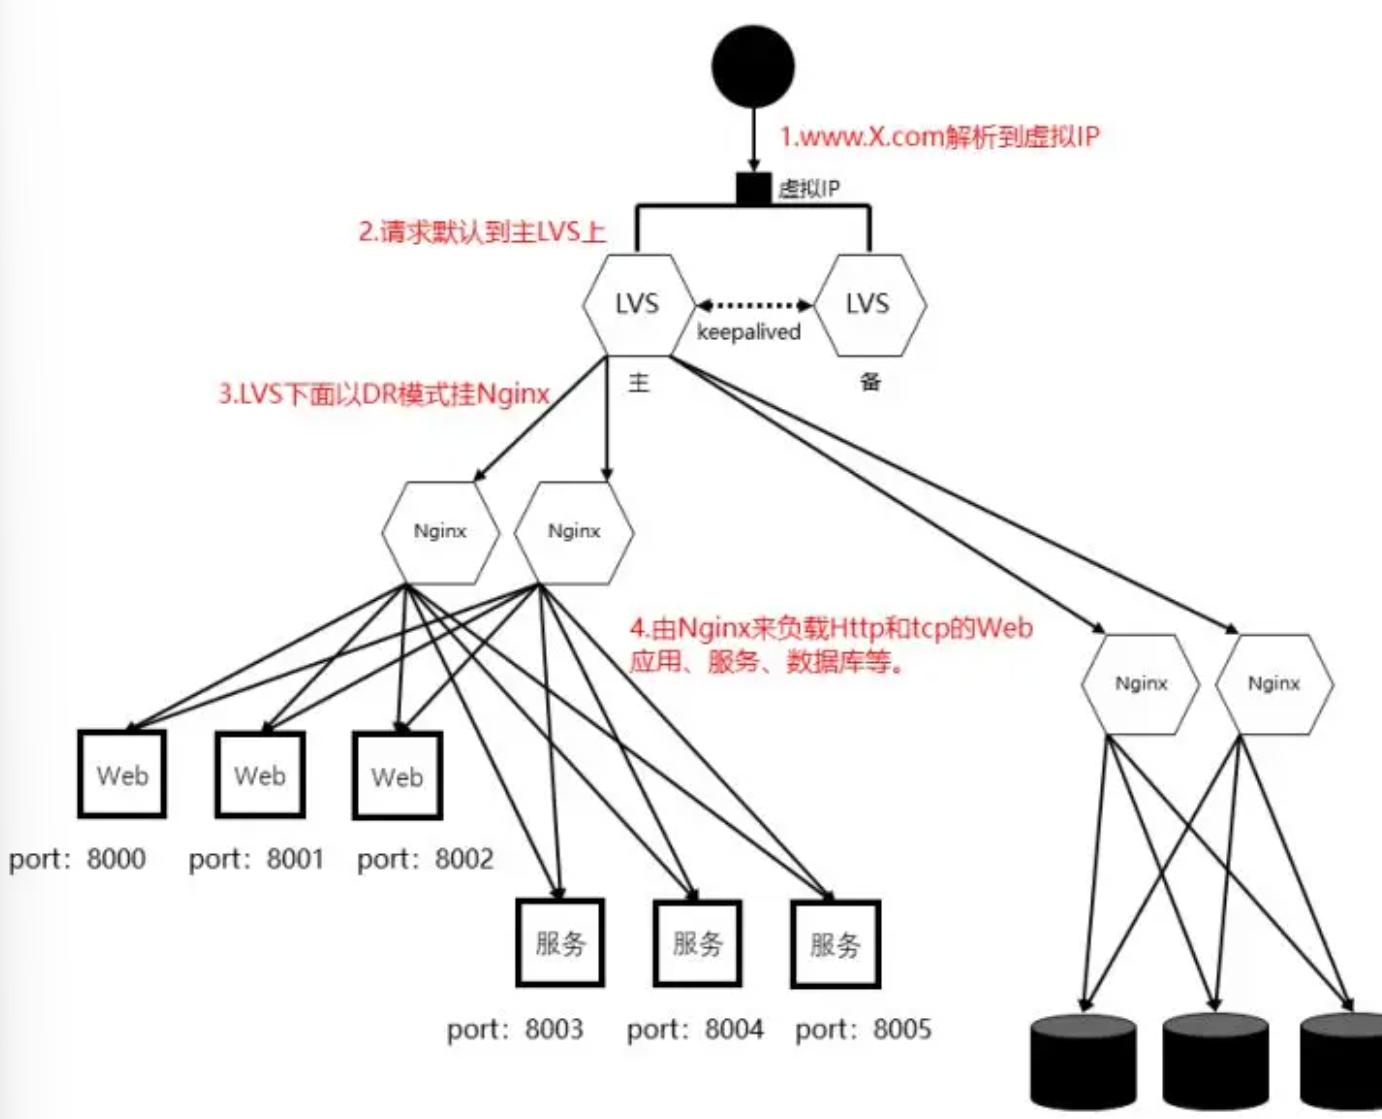 1.www.X.com解析到虚拟IP
虚拟IP
2.请求默认到主LVS上
LVS
LVS
keepalived
主
备
3.LVS下面以DR模式挂Nginx
Nginx
Nginx
4.由Nginx来负载Http和tcp的Web
应用、服务、数据库等。
Nginx
Nginx
Web
Web
Web
port：8000
port：8001
port：8002
服务
服务
服务
port：8003
port：8004
port：8005